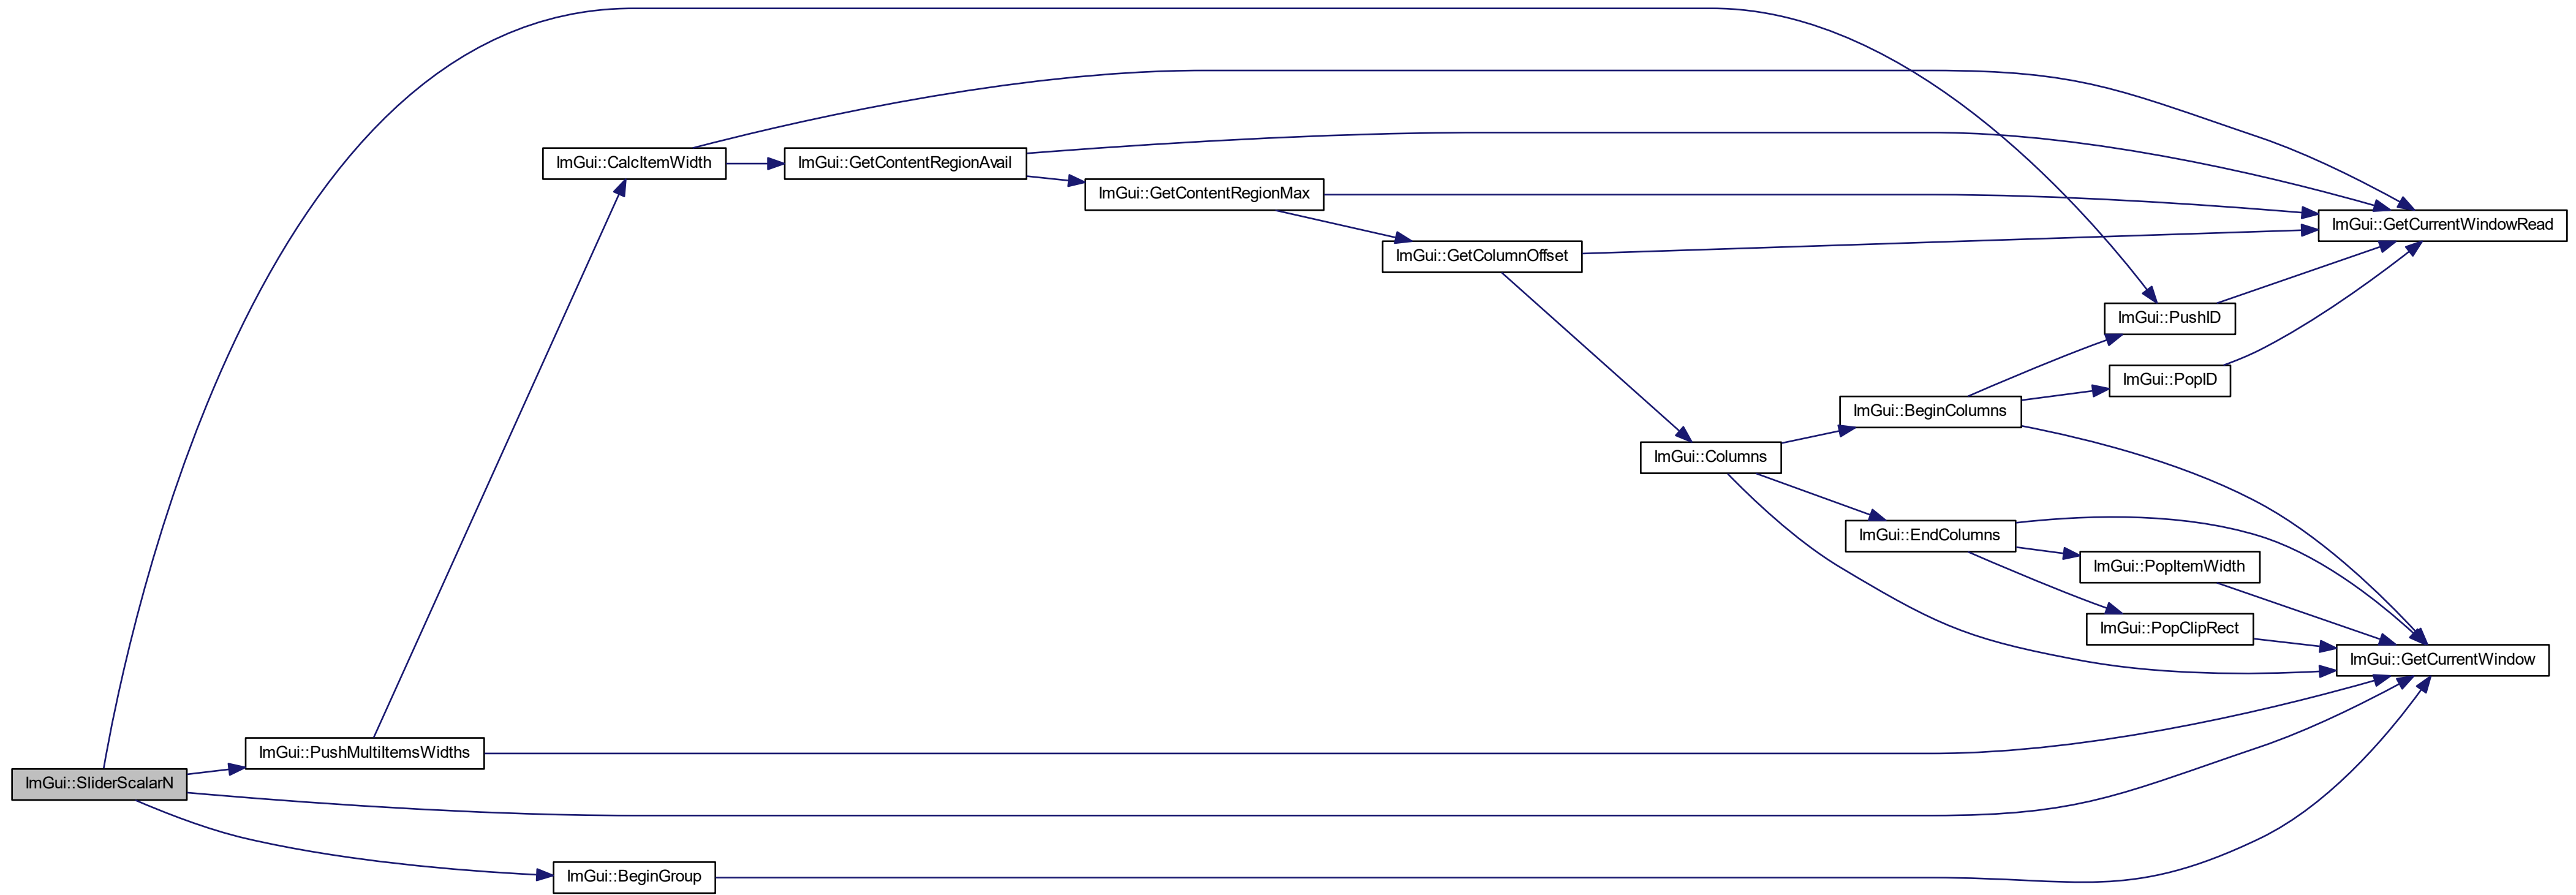 ImGui::CalcItemWidth
ImGui::GetContentRegionAvail
ImGui::GetContentRegionMax
ImGui::GetCurrentWindowRead
ImGui::GetColumnOffset
ImGui::PushID
ImGui::PopID
ImGui::BeginColumns
ImGui::Columns
ImGui::EndColumns
ImGui::PopItemWidth
ImGui::PopClipRect
ImGui::GetCurrentWindow
ImGui::PushMultiItemsWidths
ImGui::SliderScalarN
ImGui::BeginGroup